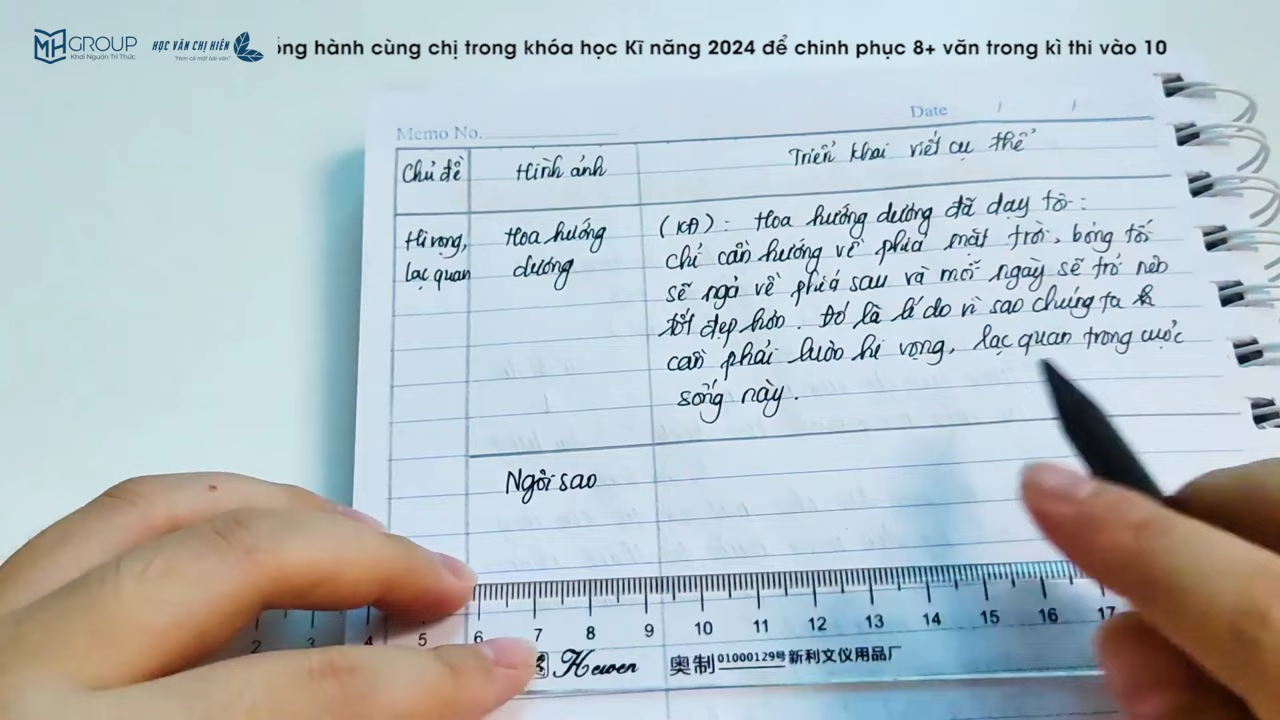 MH GROUP
Khơi Nguồn Tri Thức
HỌC VĂN CHỊ HIÊN
"Hơn cả một bài văn"
ồng hành cùng chị trong khóa học Kĩ năng 2024 để chinh phục 8+ văn trong kì thi vào 10
Memo No.
Date / /
Chủ đề
Hình ảnh
Triển khai viết cụ thể
Hi vọng,
lạc quan
Hoa hướng
dương
(KĐ): Hoa hướng dương đã dạy tôi:
chỉ cần hướng về phía mặt trời, bóng tối
sẽ ngả về phía sau và mỗi ngày sẽ trở nên
tốt đẹp hơn. Đó là lí do vì sao chúng ta
cần phải luôn hi vọng, lạc quan trong cuộc
sống này.
Ngôi sao
2 3 4 5 6 7 8 9 10 11 12 13 14 15 16 17
Hewen 奥制 01000129号 新利文仪用品厂